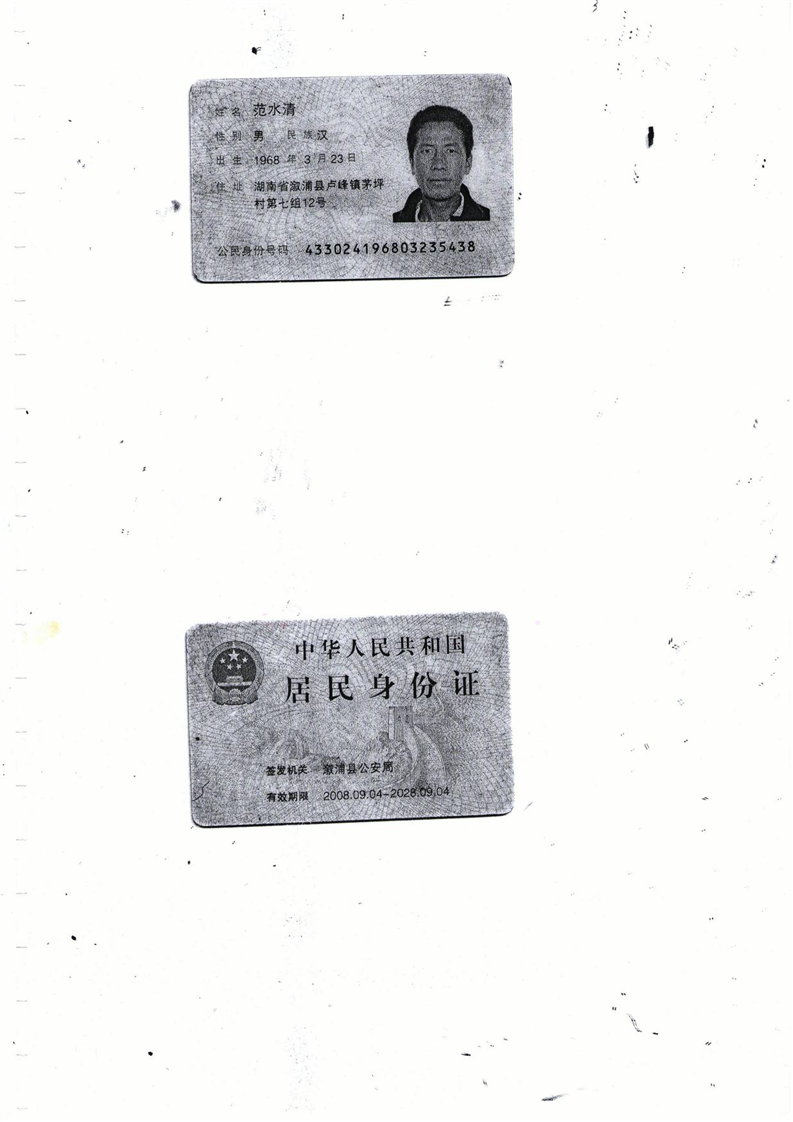 姓名 范水清
性别 男 民族 汉
出生 1968 年 3 月 23 日
住址 湖南省溆浦县卢峰镇茅坪
村第七组12号
公民身份号码 433024196803235438
中华人民共和国
居民身份证
签发机关 溆浦县公安局
有效期限 2008.09.04-2028.09.04